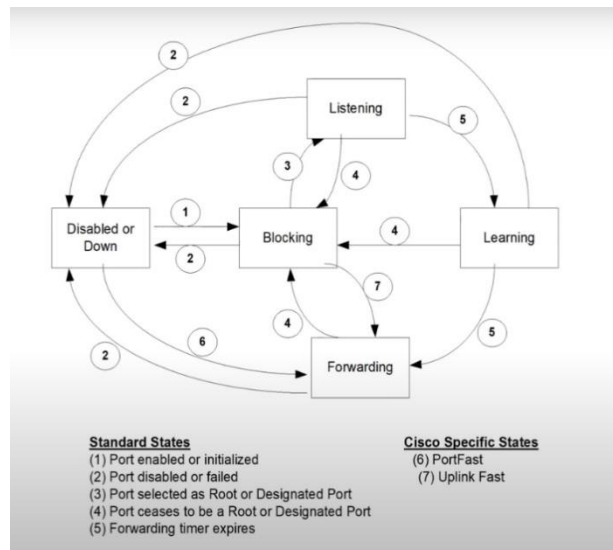 2
2
Listening
5
3
4
1
Disabled or
Down
Blocking
4
Learning
2
7
4
5
6
2
Forwarding
Standard States
(1) Port enabled or initialized
(2) Port disabled or failed
(3) Port selected as Root or Designated Port
(4) Port ceases to be a Root or Designated Port
(5) Forwarding timer expires
Cisco Specific States
(6) PortFast
(7) Uplink Fast